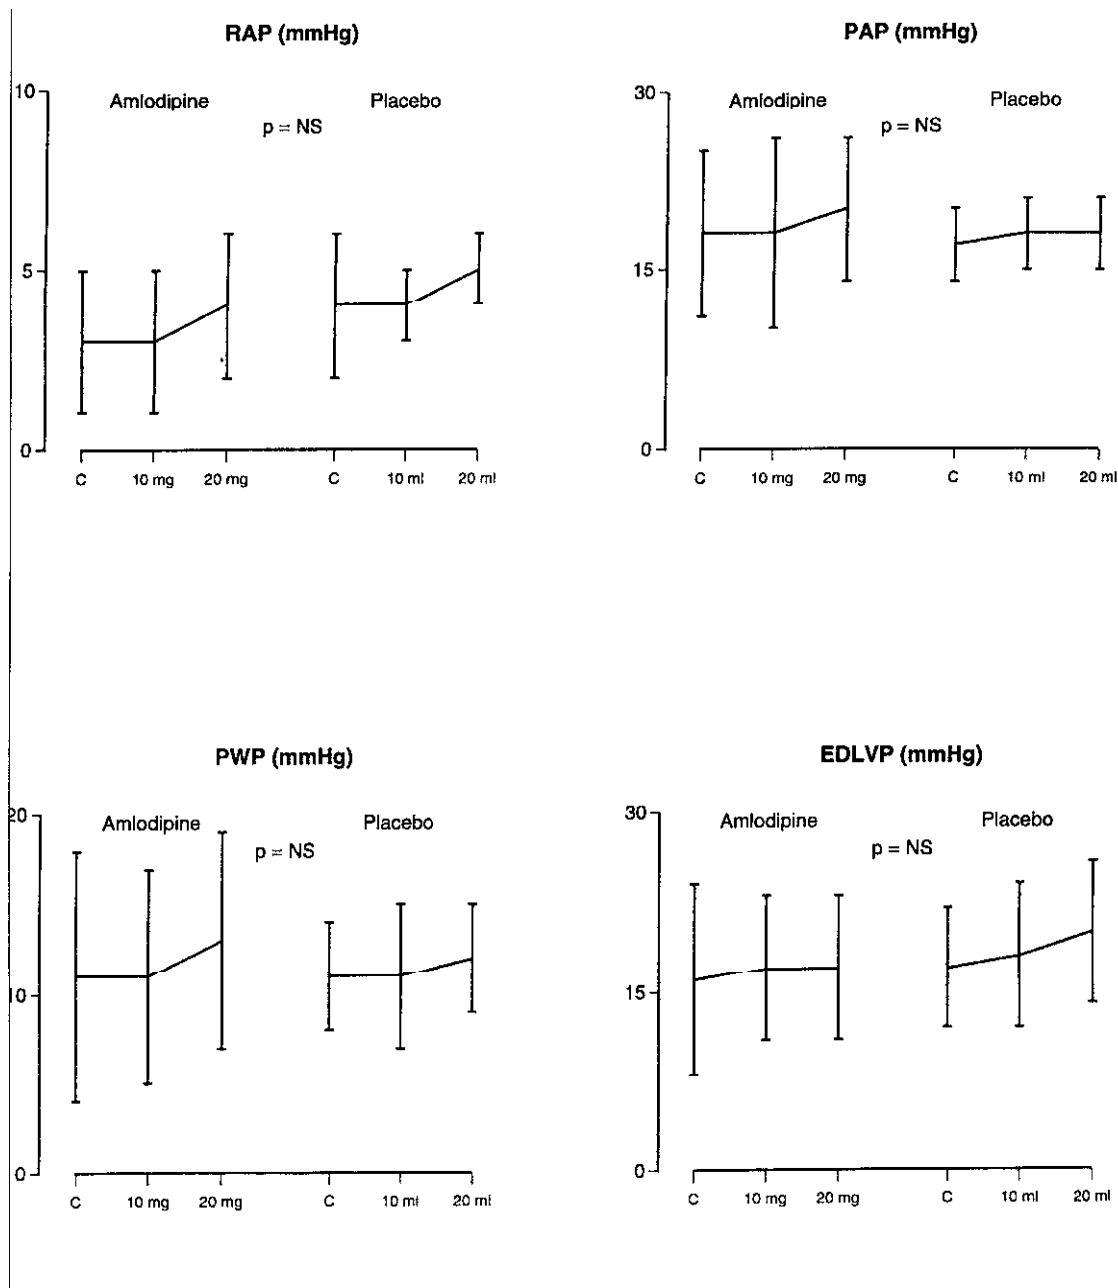 RAP (mmHg)
10
Amlodipine
Placebo
p = NS
5
0
C
10 mg
20 mg
C
10 ml
20 ml
PAP (mmHg)
30
Amlodipine
Placebo
p = NS
15
0
C
10 mg
20 mg
C
10 ml
20 ml
PWP (mmHg)
20
Amlodipine
Placebo
p = NS
10
0
C
10 mg
20 mg
C
10 ml
20 ml
EDLVP (mmHg)
30
Amlodipine
Placebo
p = NS
15
0
C
10 mg
20 mg
C
10 ml
20 ml